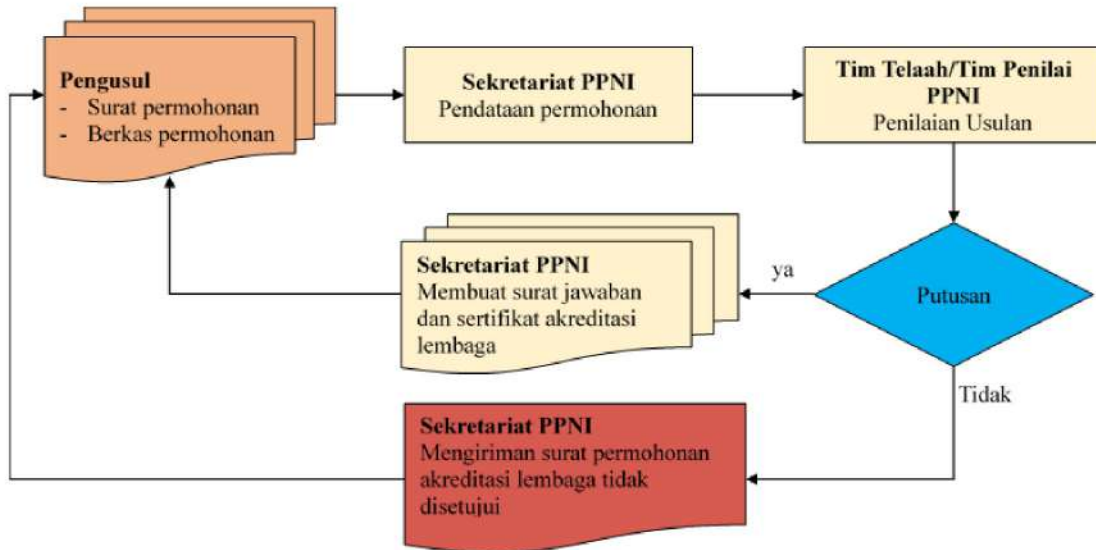 Pengusul
- Surat permohonan
- Berkas permohonan
Sekretariat PPNI
Pendataan permohonan
Tim Telaah/Tim Penilai
PPNI
Penilaian Usulan
Putusan
ya
Sekretariat PPNI
Membuat surat jawaban
dan sertifikat akreditasi
lembaga
Tidak
Sekretariat PPNI
Mengiriman surat permohonan
akreditasi lembaga tidak
disetujui